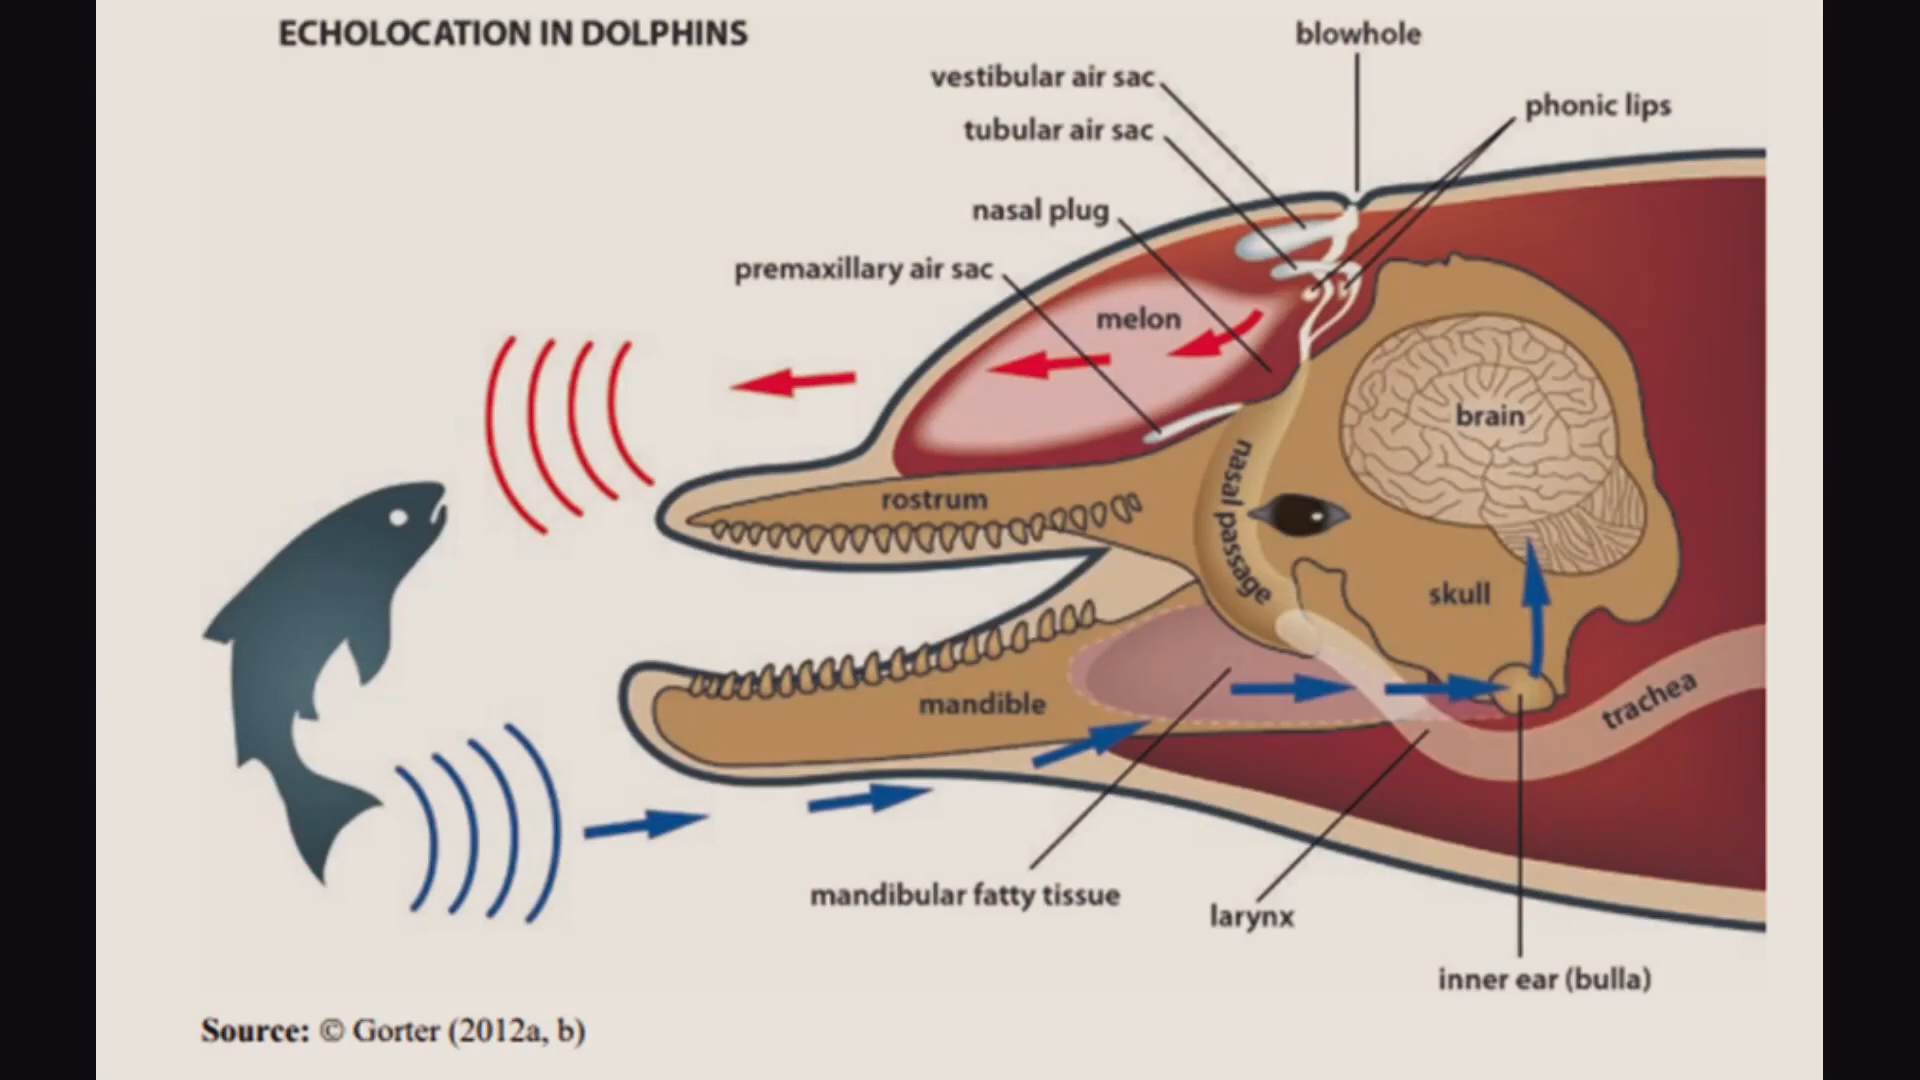 ECHOLOCATION IN DOLPHINS
blowhole
vestibular air sac
phonic lips
tubular air sac
nasal plug
premaxillary air sac
melon
brain
nasal passage
rostrum
skull
mandible
trachea
mandibular fatty tissue
larynx
inner ear (bulla)
Source: © Gorter (2012a, b)